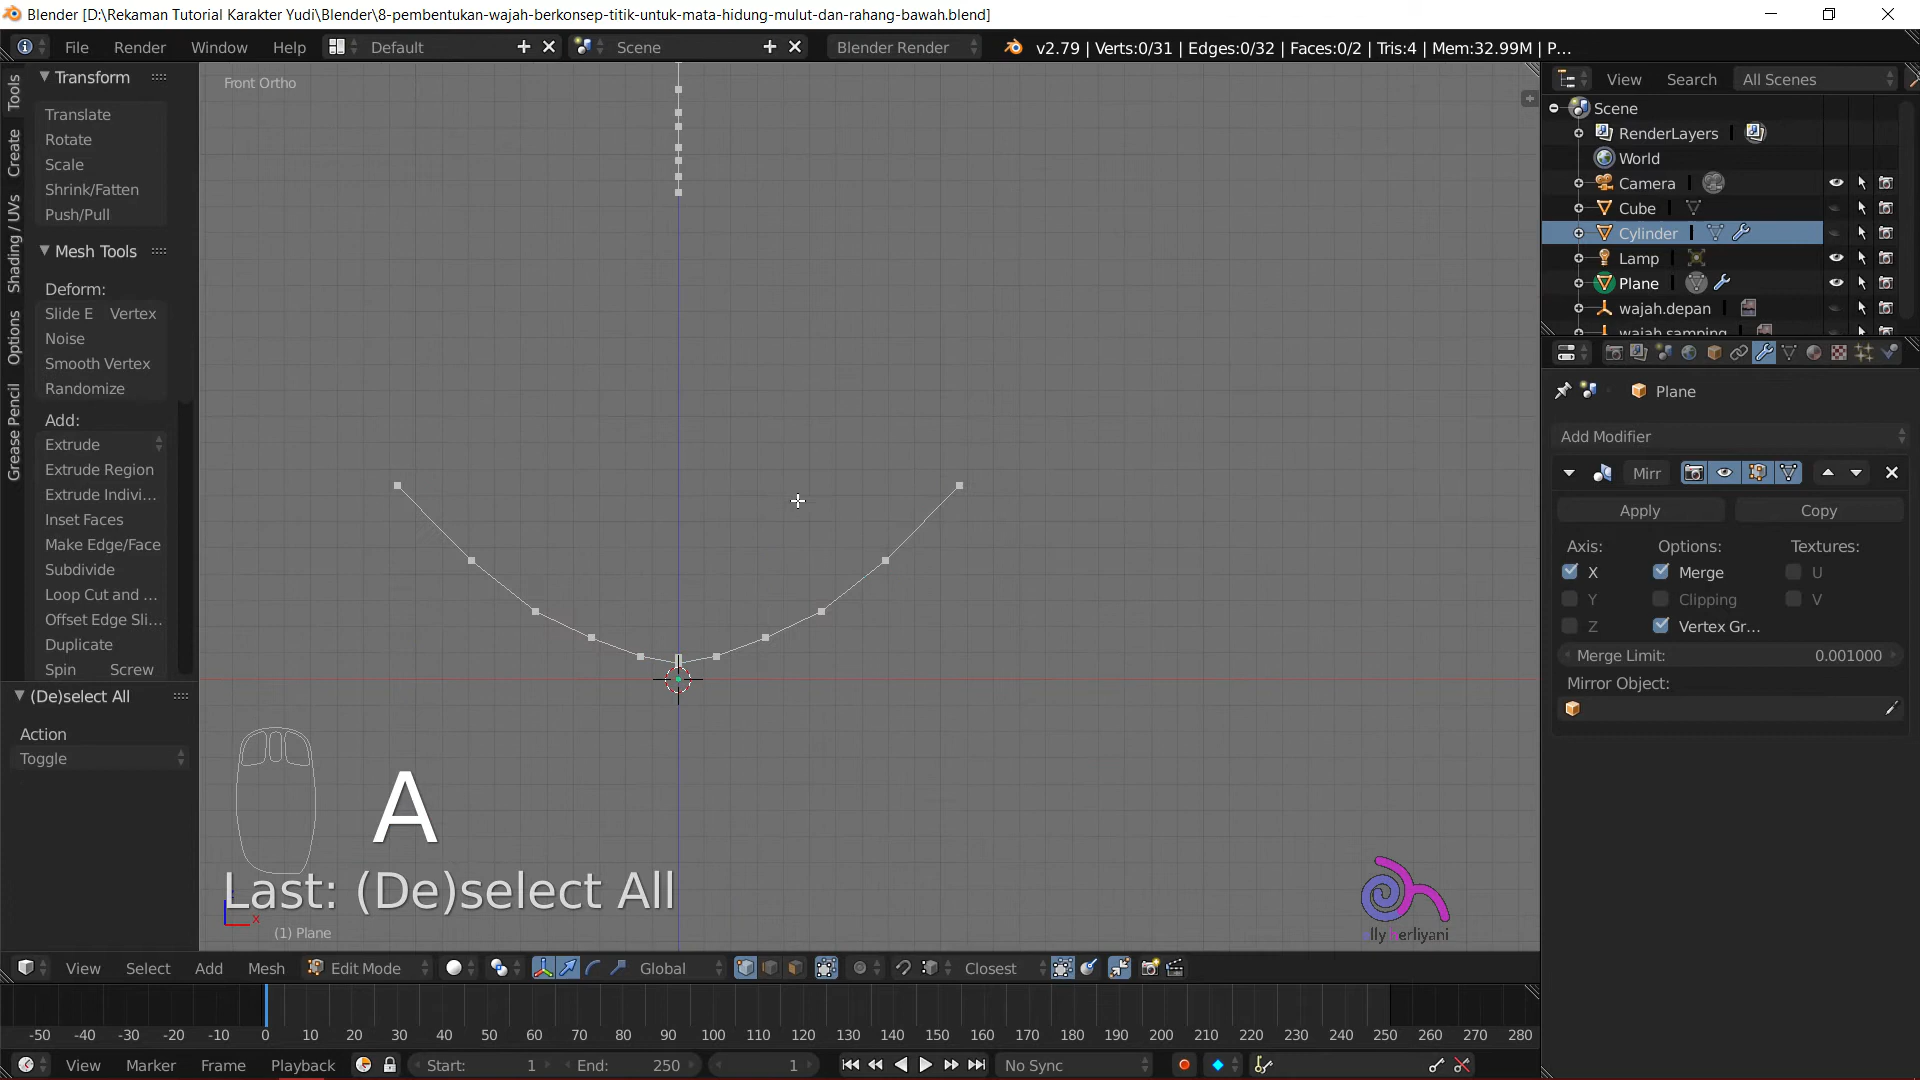 Blender [D:\Rekaman Tutorial Karakter Yudi\Blender\8-pembentukan-wajah-berkonsep-titik-untuk-mata-hidung-mulut-dan-rahang-bawah.blend]
File Render Window Help Default Scene Blender Render v2.79 | Verts:0/31 | Edges:0/32 | Faces:0/2 | Tris:4 | Mem:32.99M | P...
Tools
Create
Shading / UVs
Options
Grease Pencil
Transform
Translate
Rotate
Scale
Shrink/Fatten
Push/Pull
Mesh Tools
Deform:
Slide E Vertex
Noise
Smooth Vertex
Randomize
Add:
Extrude
Extrude Region
Extrude Indivi...
Inset Faces
Make Edge/Face
Subdivide
Loop Cut and ...
Offset Edge Sli...
Duplicate
Spin Screw
(De)select All
Action
Toggle
Front Ortho
A
Last: (De)select All
x
(1) Plane
View Search All Scenes
Scene
RenderLayers
World
Camera
Cube
Cylinder
Lamp
Plane
wajah.depan
wajah.samping
Plane
Add Modifier
Mirr
Apply Copy
Axis: Options: Textures:
X Merge U
Y Clipping V
Z Vertex Gr...
Merge Limit: 0.001000
Mirror Object:
View Select Add Mesh Edit Mode Global Closest
-50 -40 -30 -20 -10 0 10 20 30 40 50 60 70 80 90 100 110 120 130 140 150 160 170 180 190 200 210 220 230 240 250 260 270 280
View Marker Frame Playback Start: 1 End: 250 1 No Sync